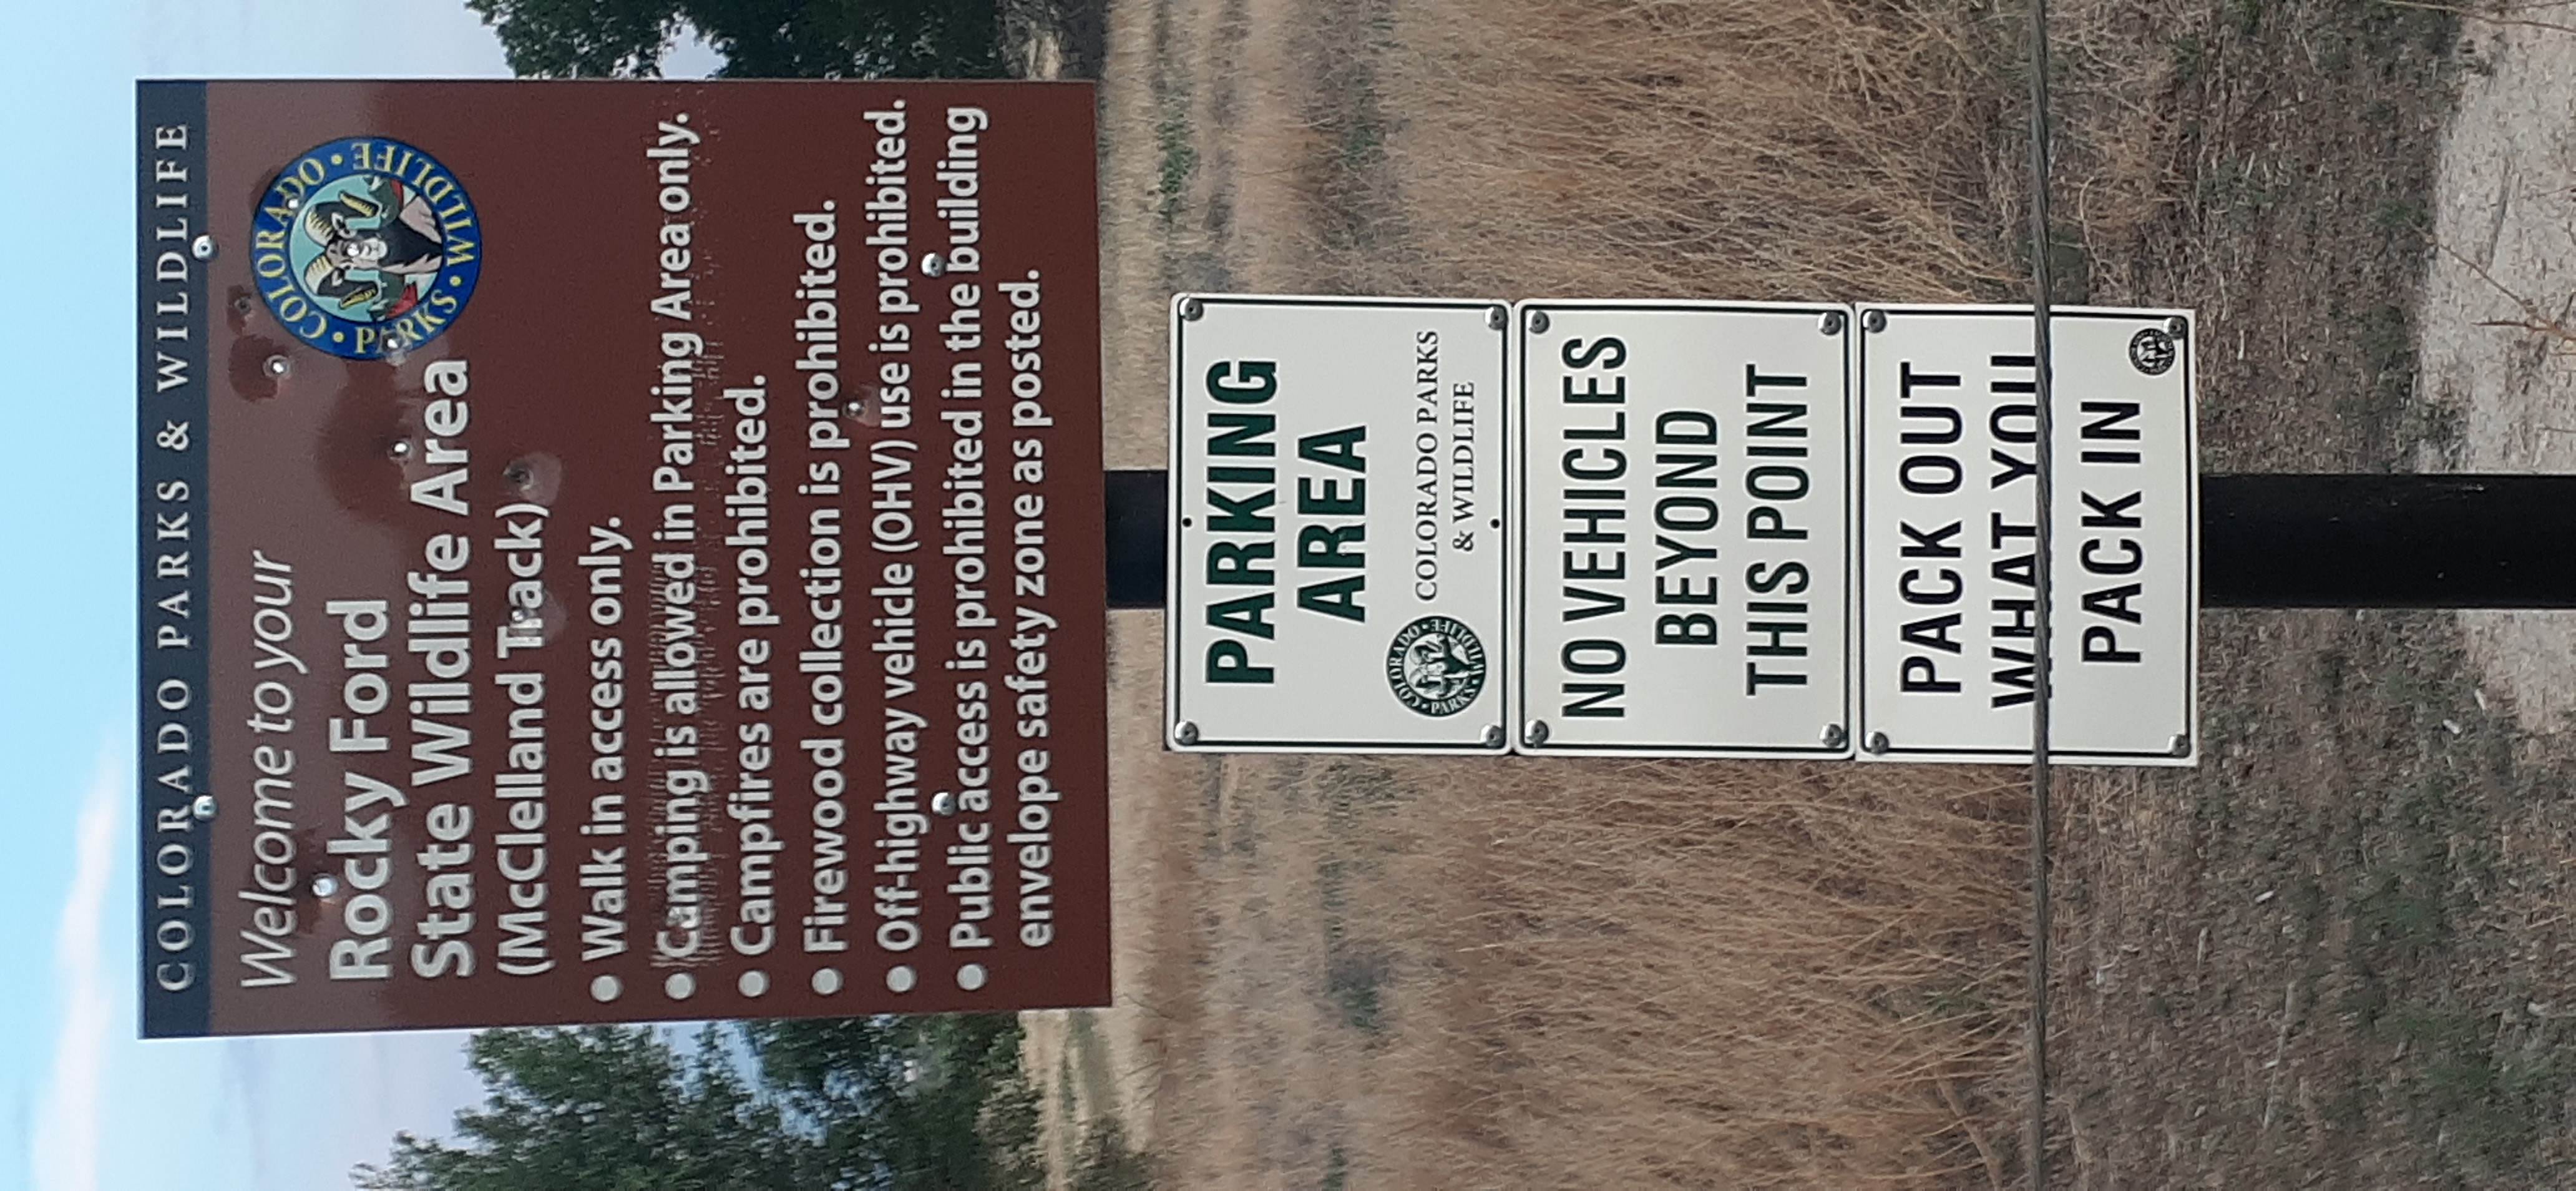 COLORADO PARKS & WILDLIFE
Welcome to your
Rocky Ford
State Wildlife Area
(McClelland Track)
COLORADO • PARKS • WILDLIFE •
• Walk in access only.
• Camping is allowed in Parking Area only.
• Campfires are prohibited.
• Firewood collection is prohibited.
• Off-highway vehicle (OHV) use is prohibited.
• Public access is prohibited in the building
envelope safety zone as posted.
PARKING
AREA
COLORADO • PARKS • WILDLIFE •
COLORADO PARKS
& WILDLIFE
NO VEHICLES
BEYOND
THIS POINT
PACK OUT
WHAT YOU
PACK IN